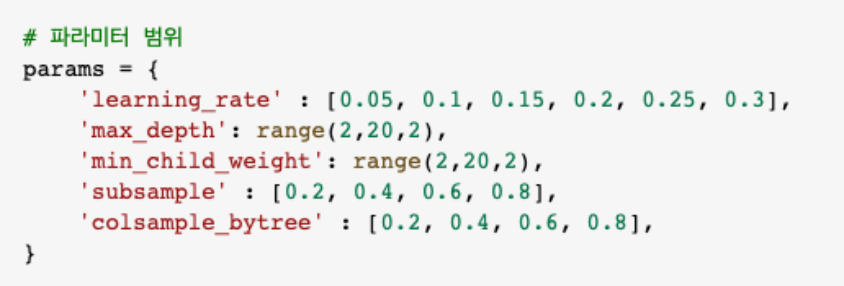 # 파라미터 범위
params = {
    'learning_rate' : [0.05, 0.1, 0.15, 0.2, 0.25, 0.3],
    'max_depth': range(2,20,2),
    'min_child_weight': range(2,20,2),
    'subsample' : [0.2, 0.4, 0.6, 0.8],
    'colsample_bytree' : [0.2, 0.4, 0.6, 0.8],
}